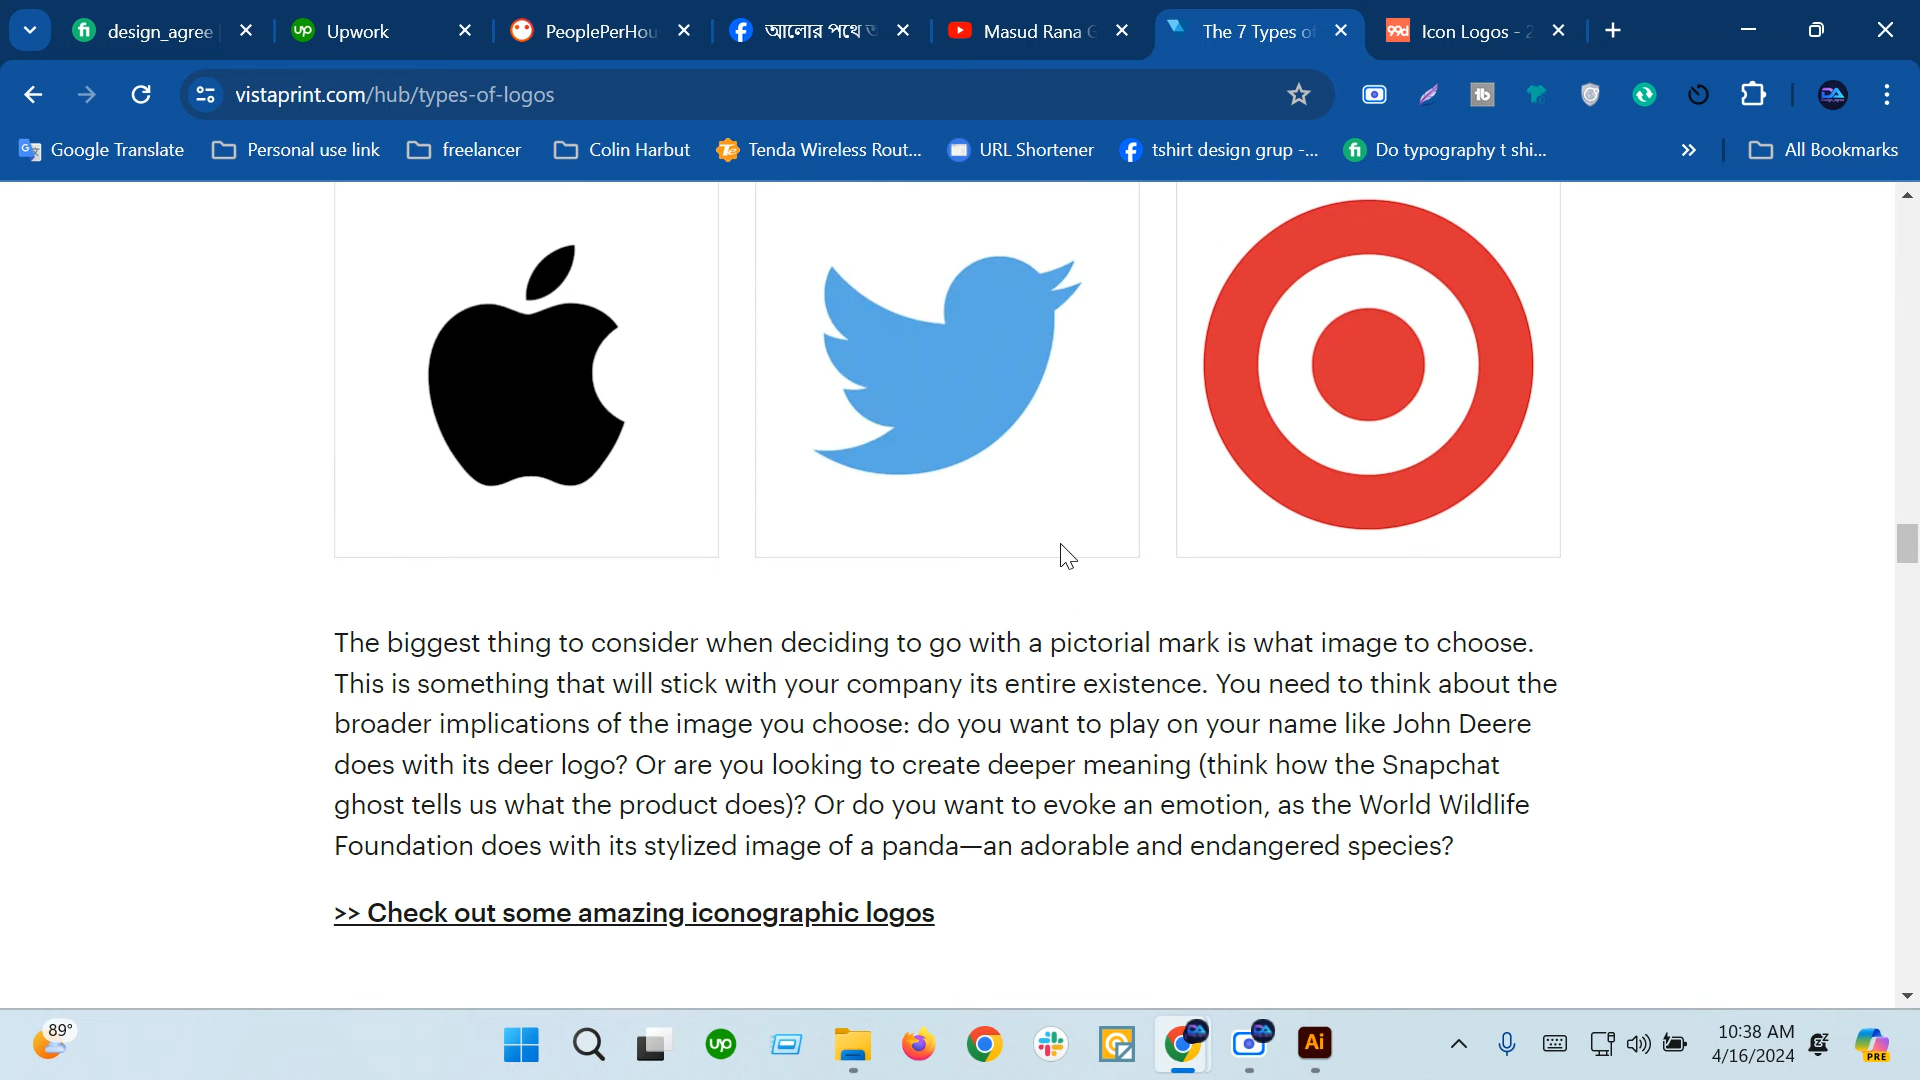 design_agree
Upwork
PeoplePerHou
আলোর পথে
Masud Rana G
The 7 Types of
99d
Icon Logos - 2
vistaprint.com/hub/types-of-logos
Google Translate
Personal use link
freelancer
Colin Harbut
Tenda Wireless Rout...
URL Shortener
tshirt design grup -...
Do typography t shi...
»
All Bookmarks
The biggest thing to consider when deciding to go with a pictorial mark is what image to choose.
This is something that will stick with your company its entire existence. You need to think about the
broader implications of the image you choose: do you want to play on your name like John Deere
does with its deer logo? Or are you looking to create deeper meaning (think how the Snapchat
ghost tells us what the product does)? Or do you want to evoke an emotion, as the World Wildlife
Foundation does with its stylized image of a panda—an adorable and endangered species?
>> Check out some amazing iconographic logos
89°
up
Ai
10:38 AM
4/16/2024
PRE